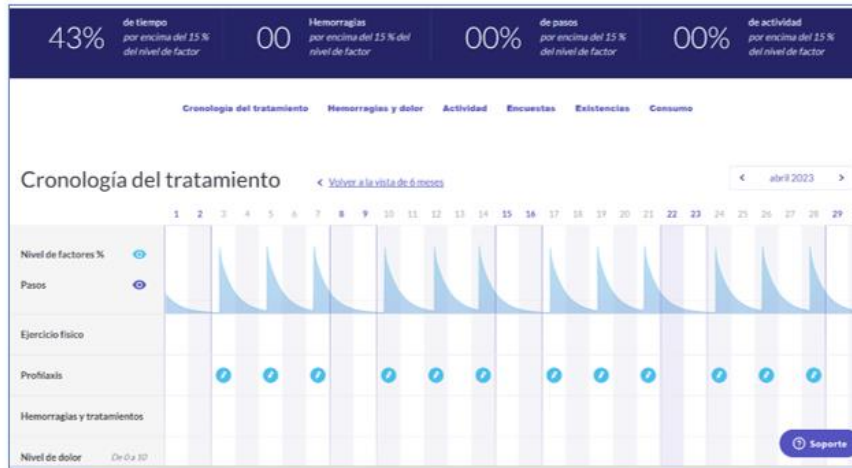 43%
de tiempo
por encima del 15 %
del nivel de factor
00
Hemorragias
por encima del 15 % del
nivel de factor
00%
de pasos
por encima del 15 %
del nivel de factor
00%
de actividad
por encima del 15 %
del nivel de factor
Cronología del tratamiento Hemorragias y dolor Actividad Encuestas Existencias Consumo
Cronología del tratamiento < Volver a la vista de 6 meses < abril 2023 >
1 2 3 4 5 6 7 8 9 10 11 12 13 14 15 16 17 18 19 20 21 22 23 24 25 26 27 28 29
Nivel de factores %
Pasos
Ejercicio físico
Profilaxis
Hemorragias y tratamientos
Nivel de dolor De 0 a 10
Soporte